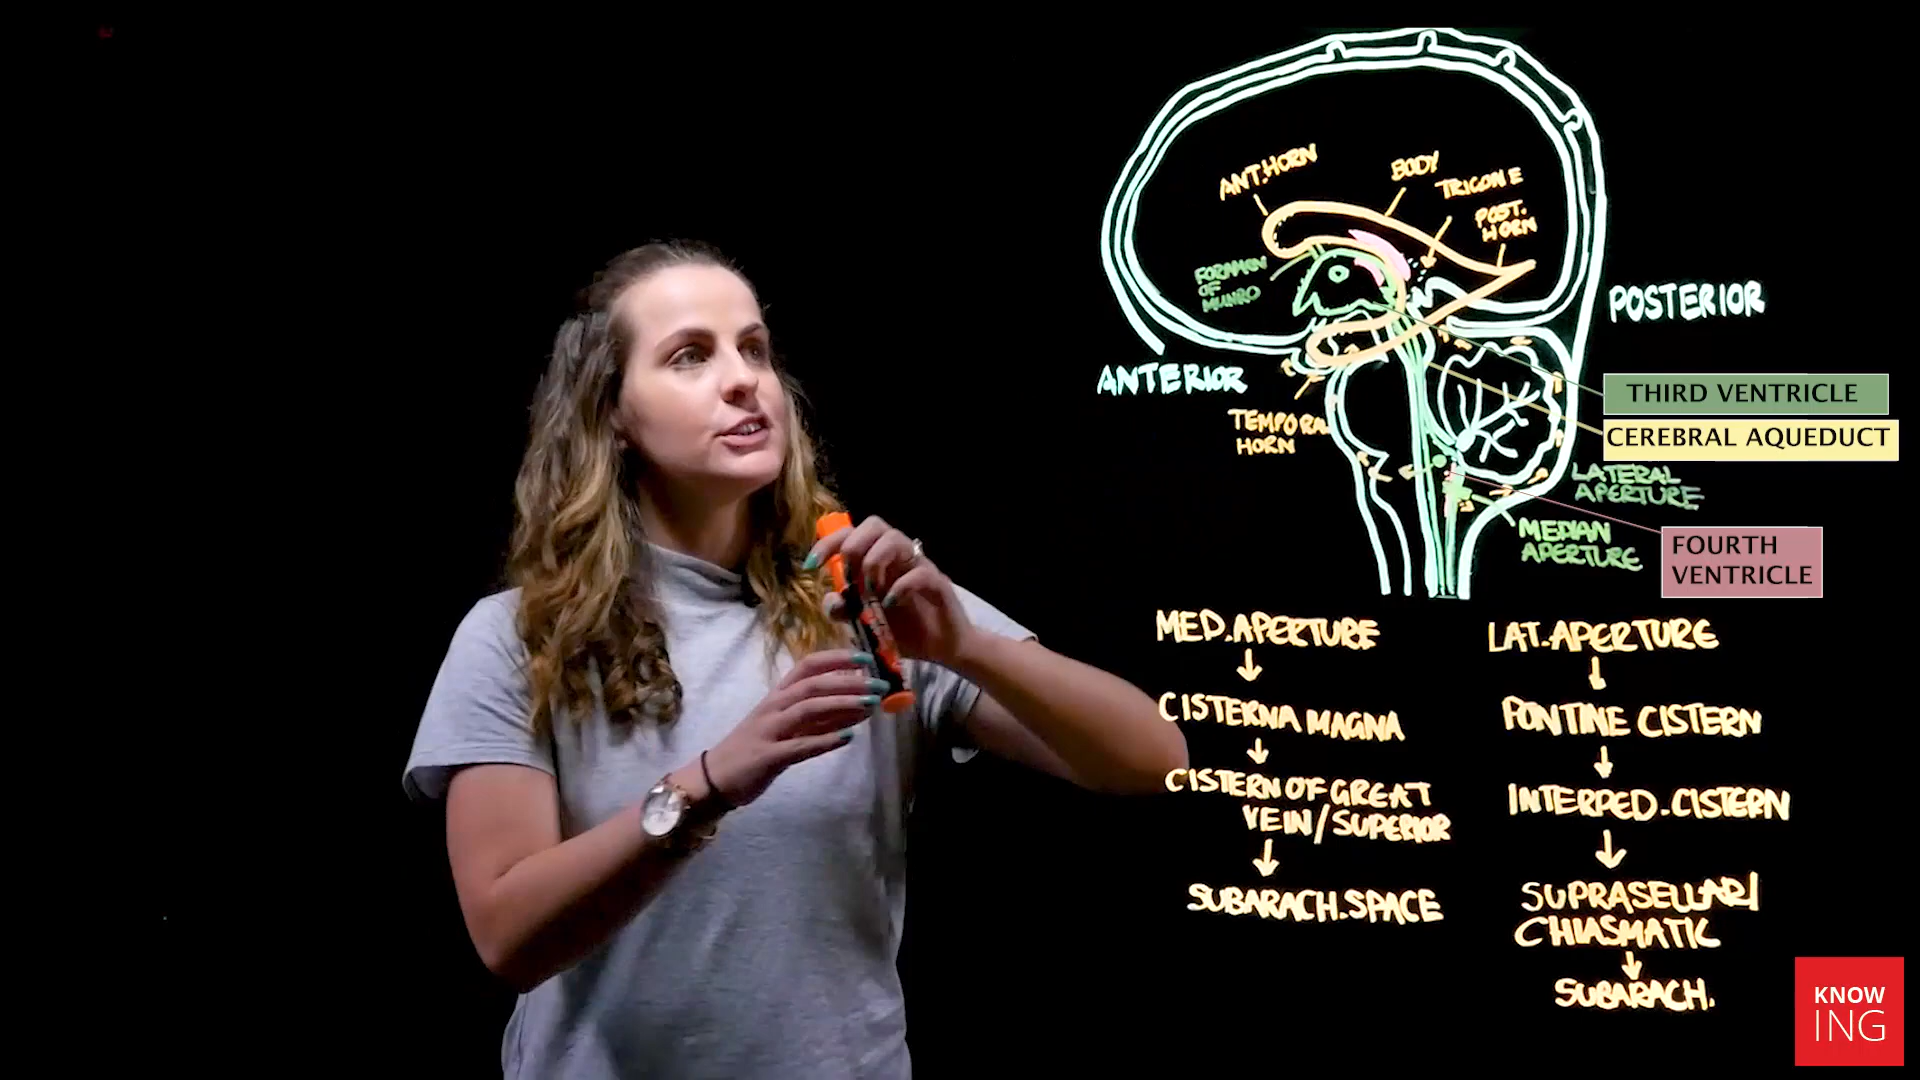 ANT.HORN
BODY
TRIGONE
POST.
HORN
FORAMEN
OF
MUNRO
POSTERIOR
ANTERIOR
THIRD VENTRICLE
CEREBRAL AQUEDUCT
TEMPORAL
HORN
LATERAL
APERTURE
MEDIAN
APERTURE
FOURTH
VENTRICLE
MED.APERTURE
↓
CISTERNA MAGNA
↓
CISTERN OF GREAT
VEIN/SUPERIOR
↓
SUBARACH.SPACE
LAT.APERTURE
↓
PONTINE CISTERN
↓
INTERPED.CISTERN
↓
SUPRASELLAR/
CHIASMATIC
↓
SUBARACH.
KNOW
ING